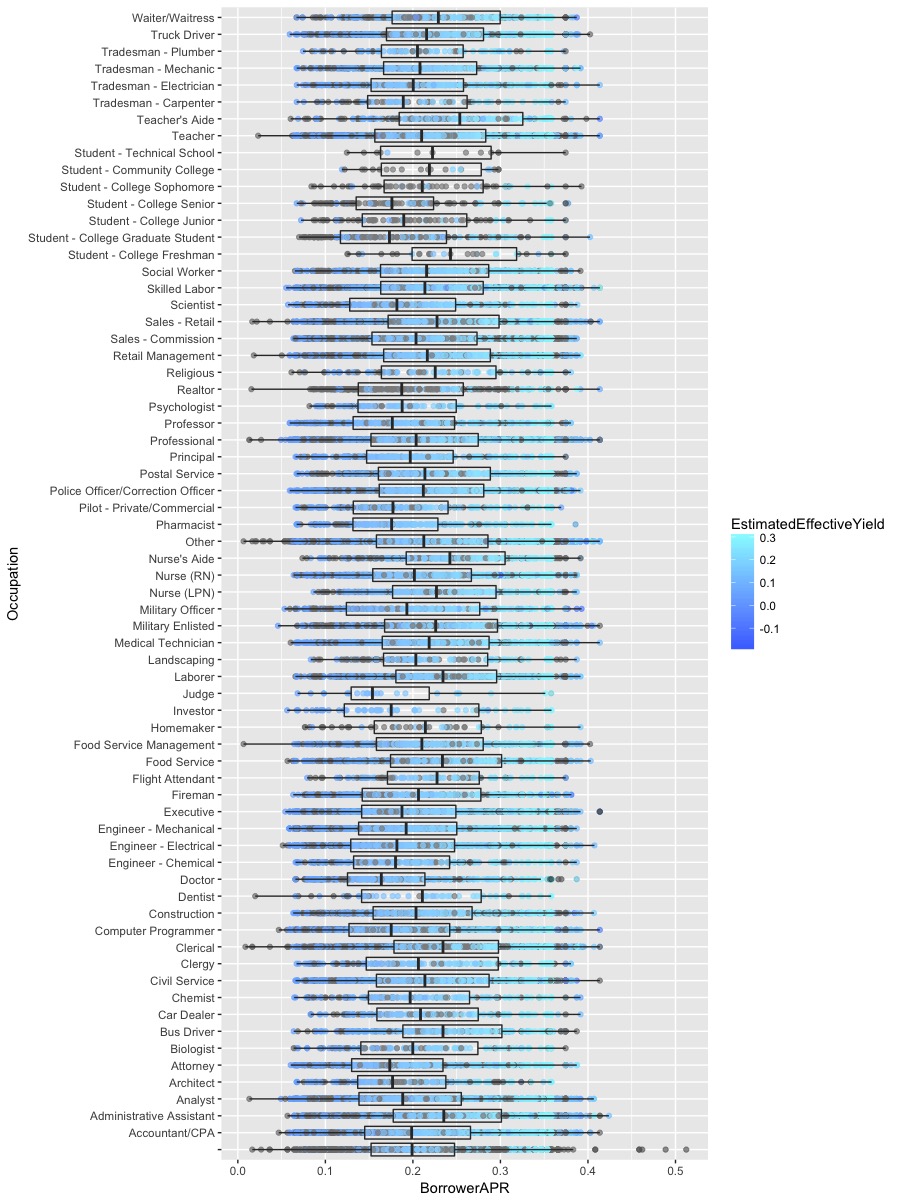 Waiter/Waitress
Truck Driver
Tradesman - Plumber
Tradesman - Mechanic
Tradesman - Electrician
Tradesman - Carpenter
Teacher's Aide
Teacher
Student - Technical School
Student - Community College
Student - College Sophomore
Student - College Senior
Student - College Junior
Student - College Graduate Student
Student - College Freshman
Social Worker
Skilled Labor
Scientist
Sales - Retail
Sales - Commission
Retail Management
Religious
Realtor
Psychologist
Professor
Professional
Principal
Postal Service
Police Officer/Correction Officer
Pilot - Private/Commercial
Pharmacist
Other
Nurse's Aide
Nurse (RN)
Nurse (LPN)
Military Officer
Military Enlisted
Medical Technician
Landscaping
Laborer
Judge
Investor
Homemaker
Food Service Management
Food Service
Flight Attendant
Fireman
Executive
Engineer - Mechanical
Engineer - Electrical
Engineer - Chemical
Doctor
Dentist
Construction
Computer Programmer
Clerical
Clergy
Civil Service
Chemist
Car Dealer
Bus Driver
Biologist
Attorney
Architect
Analyst
Administrative Assistant
Accountant/CPA
Occupation
0.0 0.1 0.2 0.3 0.4 0.5
BorrowerAPR
EstimatedEffectiveYield
0.3
0.2
0.1
0.0
-0.1